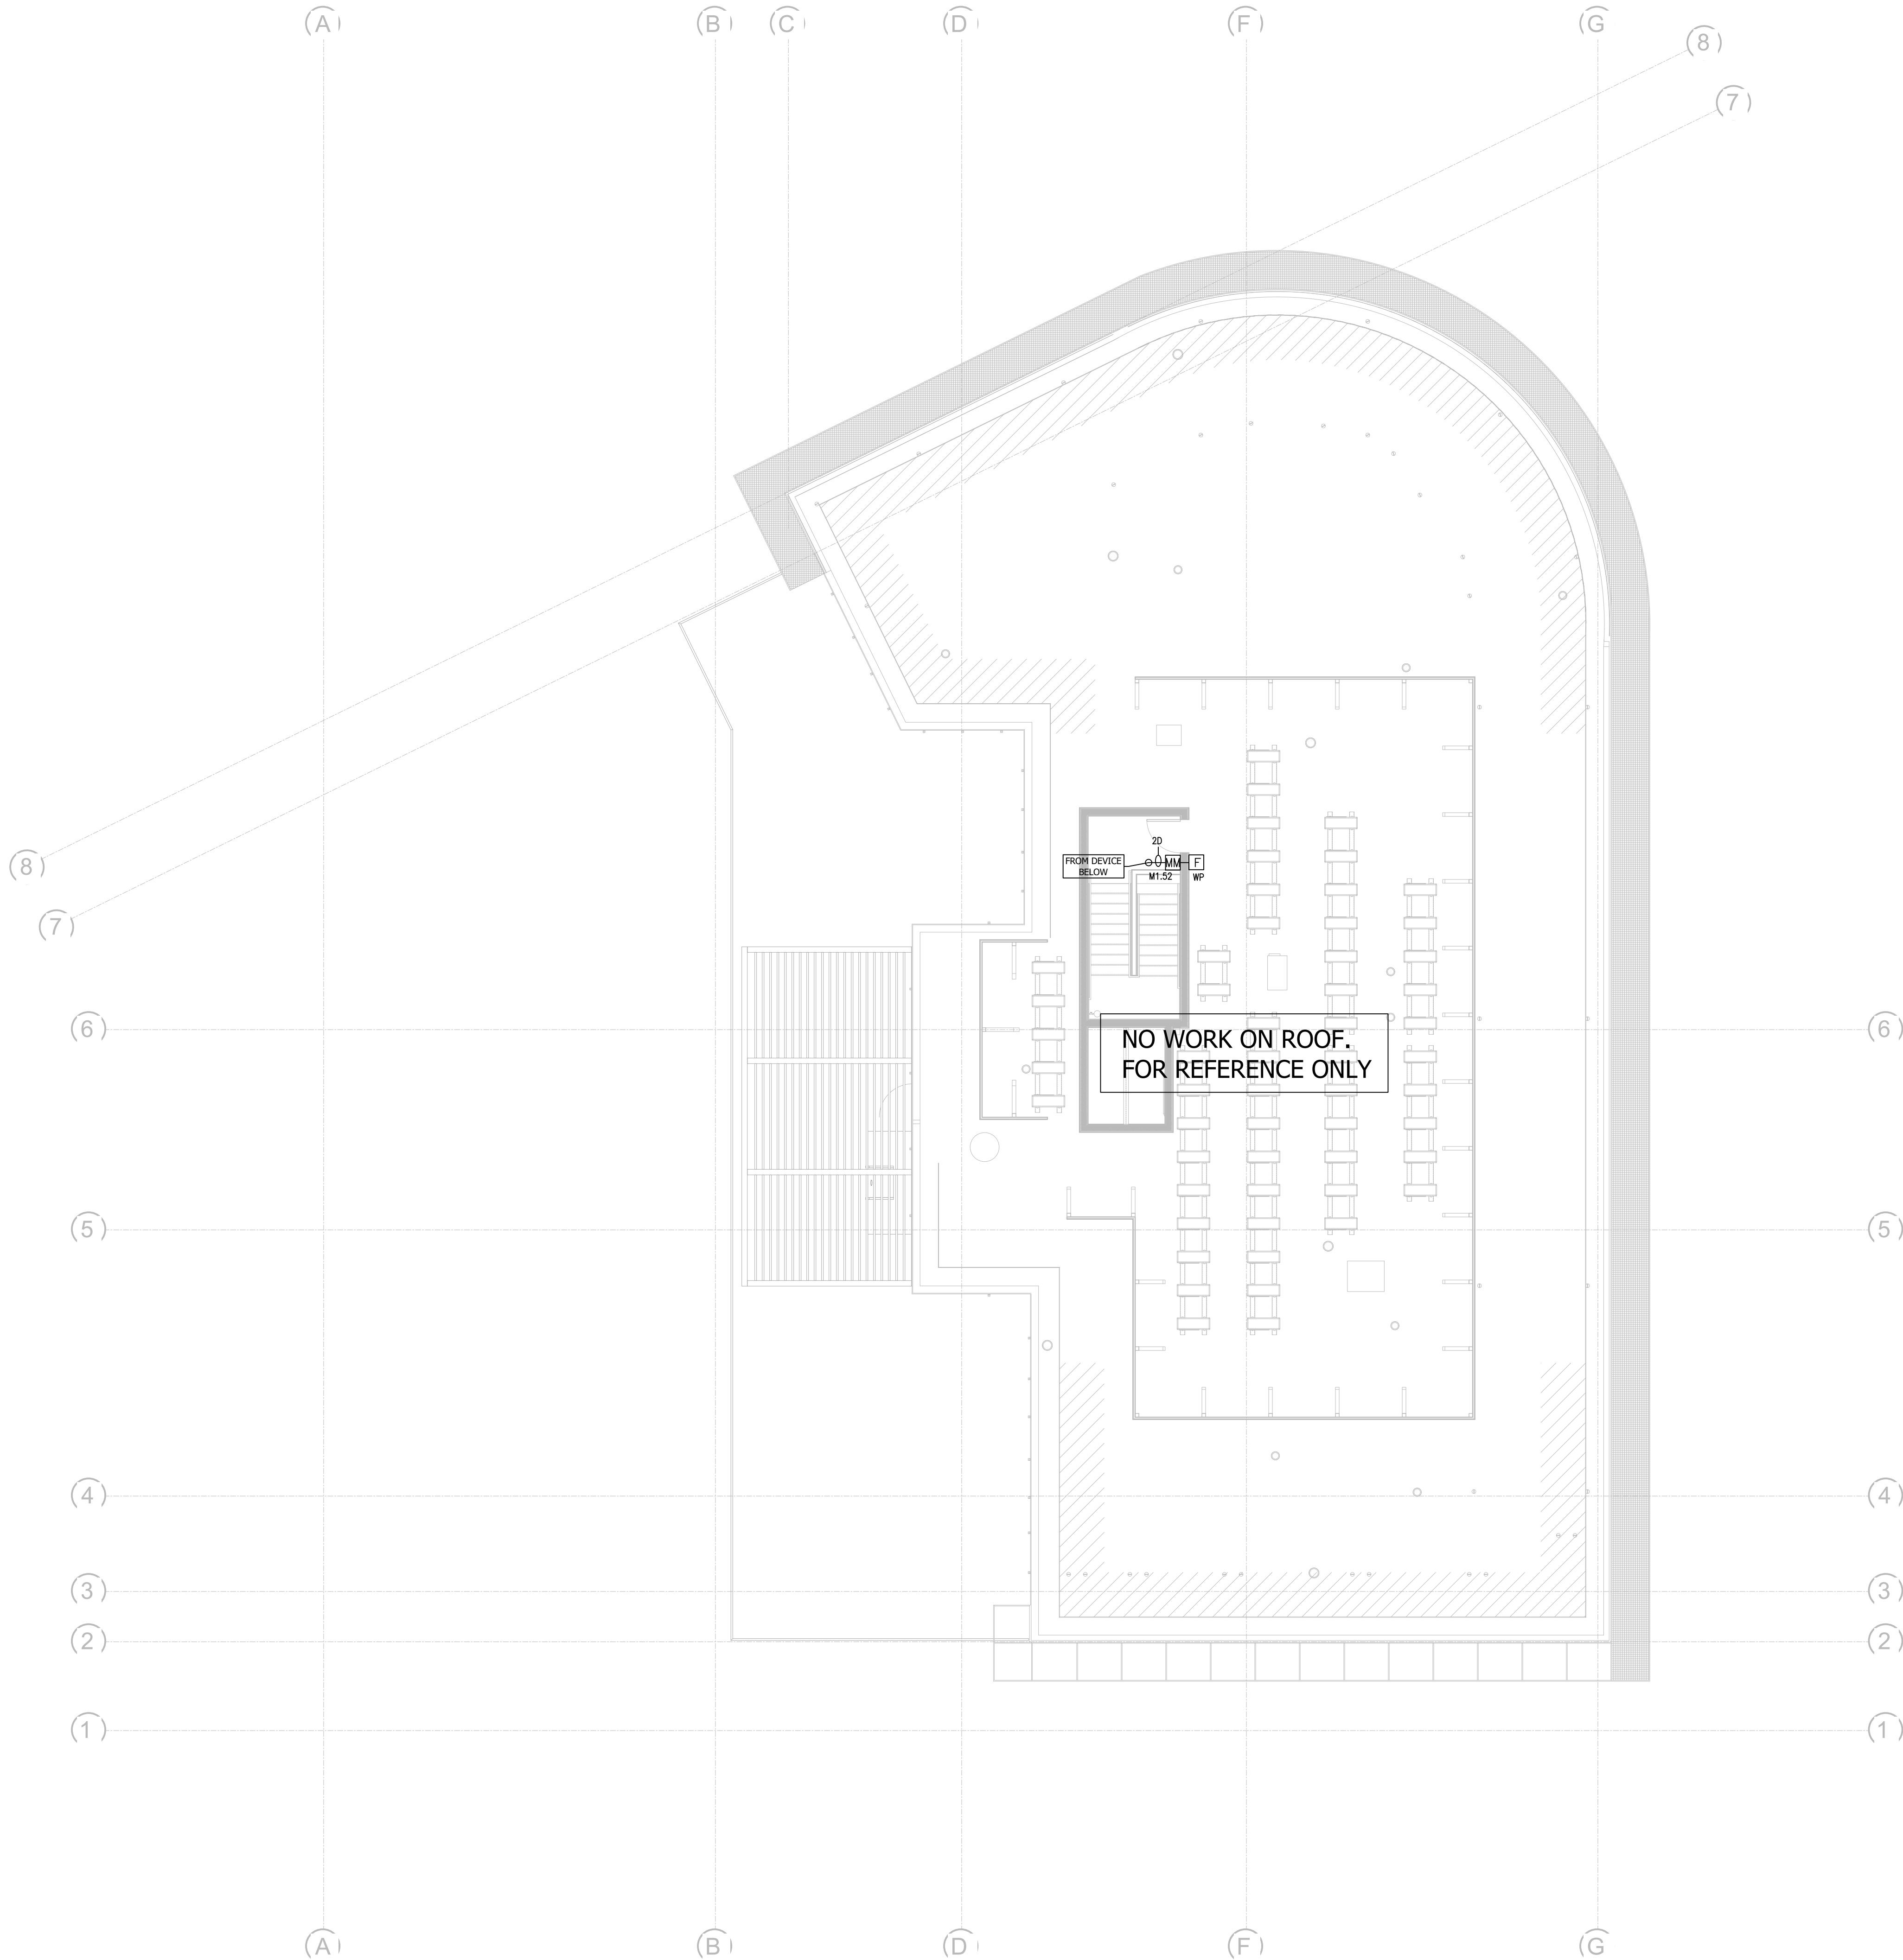 A B C D F G
8
7
2D
FROM DEVICE
BELOW
MM F
M1.52 WP
8
7
6 6
NO WORK ON ROOF.
FOR REFERENCE ONLY
5 5
4 4
3 3
2 2
1 1
A B D F G